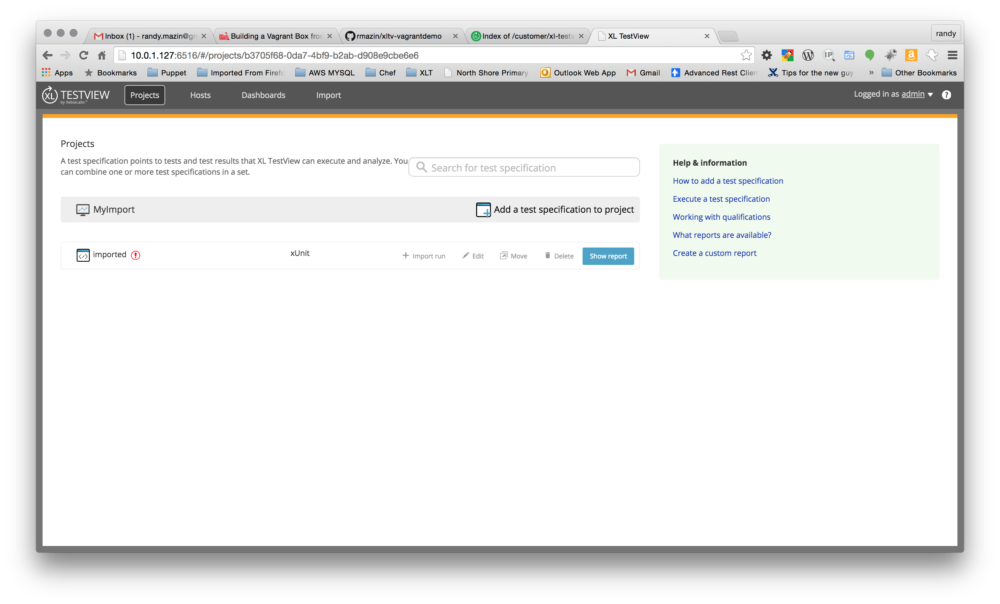 Inbox (1) - randy.mazin@gm
Building a Vagrant Box fron
rmazin/xltv-vagrantdemo
Index of /customer/xl-testv
XL TestView
randy
10.0.1.127:6516/#/projects/b3705f68-0da7-4bf9-b2ab-d908e9cbe6e6
IP
Apps
Bookmarks
Puppet
Imported From Firefo
AWS MYSQL
Chef
XLT
North Shore Primary
Outlook Web App
Gmail
Advanced Rest Clien
Tips for the new guy
»
Other Bookmarks
XL TESTVIEW
by XebiaLabs™
Projects
Hosts
Dashboards
Import
Logged in as admin
?
Projects
A test specification points to tests and test results that XL TestView can execute and analyze. You
can combine one or more test specifications in a set.
Search for test specification
MyImport
Add a test specification to project
imported
xUnit
Import run
Edit
Move
Delete
Show report
Help & information
How to add a test specification
Execute a test specification
Working with qualifications
What reports are available?
Create a custom report